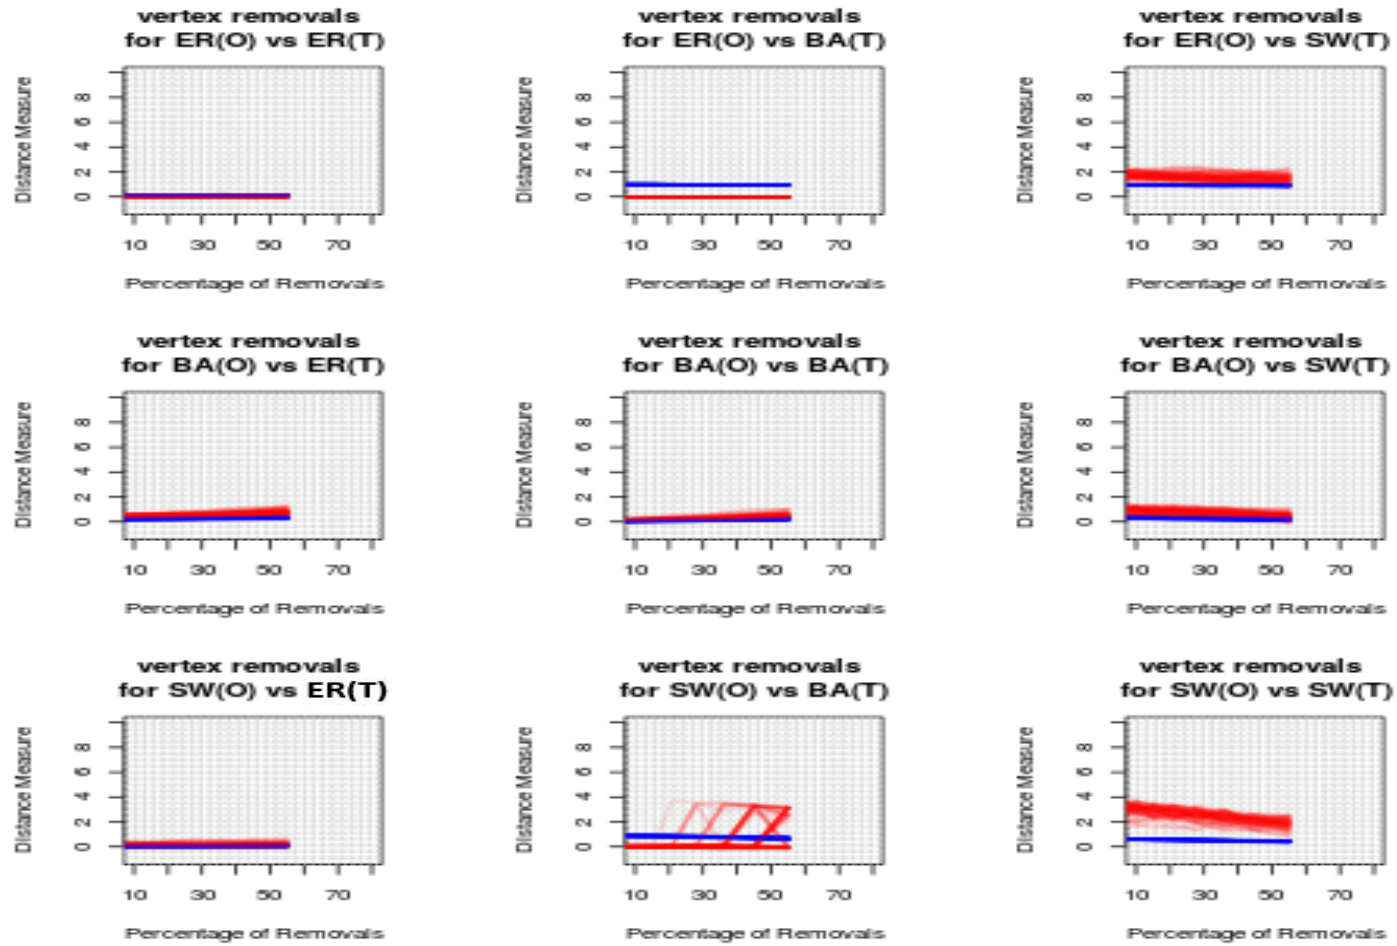 vertex removals
for ER(O) vs ER(T)
Distance Measure
8
6
4
2
0
10 30 50 70
Percentage of Removals
vertex removals
for ER(O) vs BA(T)
Distance Measure
8
6
4
2
0
10 30 50 70
Percentage of Removals
vertex removals
for ER(O) vs SW(T)
Distance Measure
8
6
4
2
0
10 30 50 70
Percentage of Removals
vertex removals
for BA(O) vs ER(T)
Distance Measure
8
6
4
2
0
10 30 50 70
Percentage of Removals
vertex removals
for BA(O) vs BA(T)
Distance Measure
8
6
4
2
0
10 30 50 70
Percentage of Removals
vertex removals
for BA(O) vs SW(T)
Distance Measure
8
6
4
2
0
10 30 50 70
Percentage of Removals
vertex removals
for SW(O) vs ER(T)
Distance Measure
8
6
4
2
0
10 30 50 70
Percentage of Removals
vertex removals
for SW(O) vs BA(T)
Distance Measure
8
6
4
2
0
10 30 50 70
Percentage of Removals
vertex removals
for SW(O) vs SW(T)
Distance Measure
8
6
4
2
0
10 30 50 70
Percentage of Removals